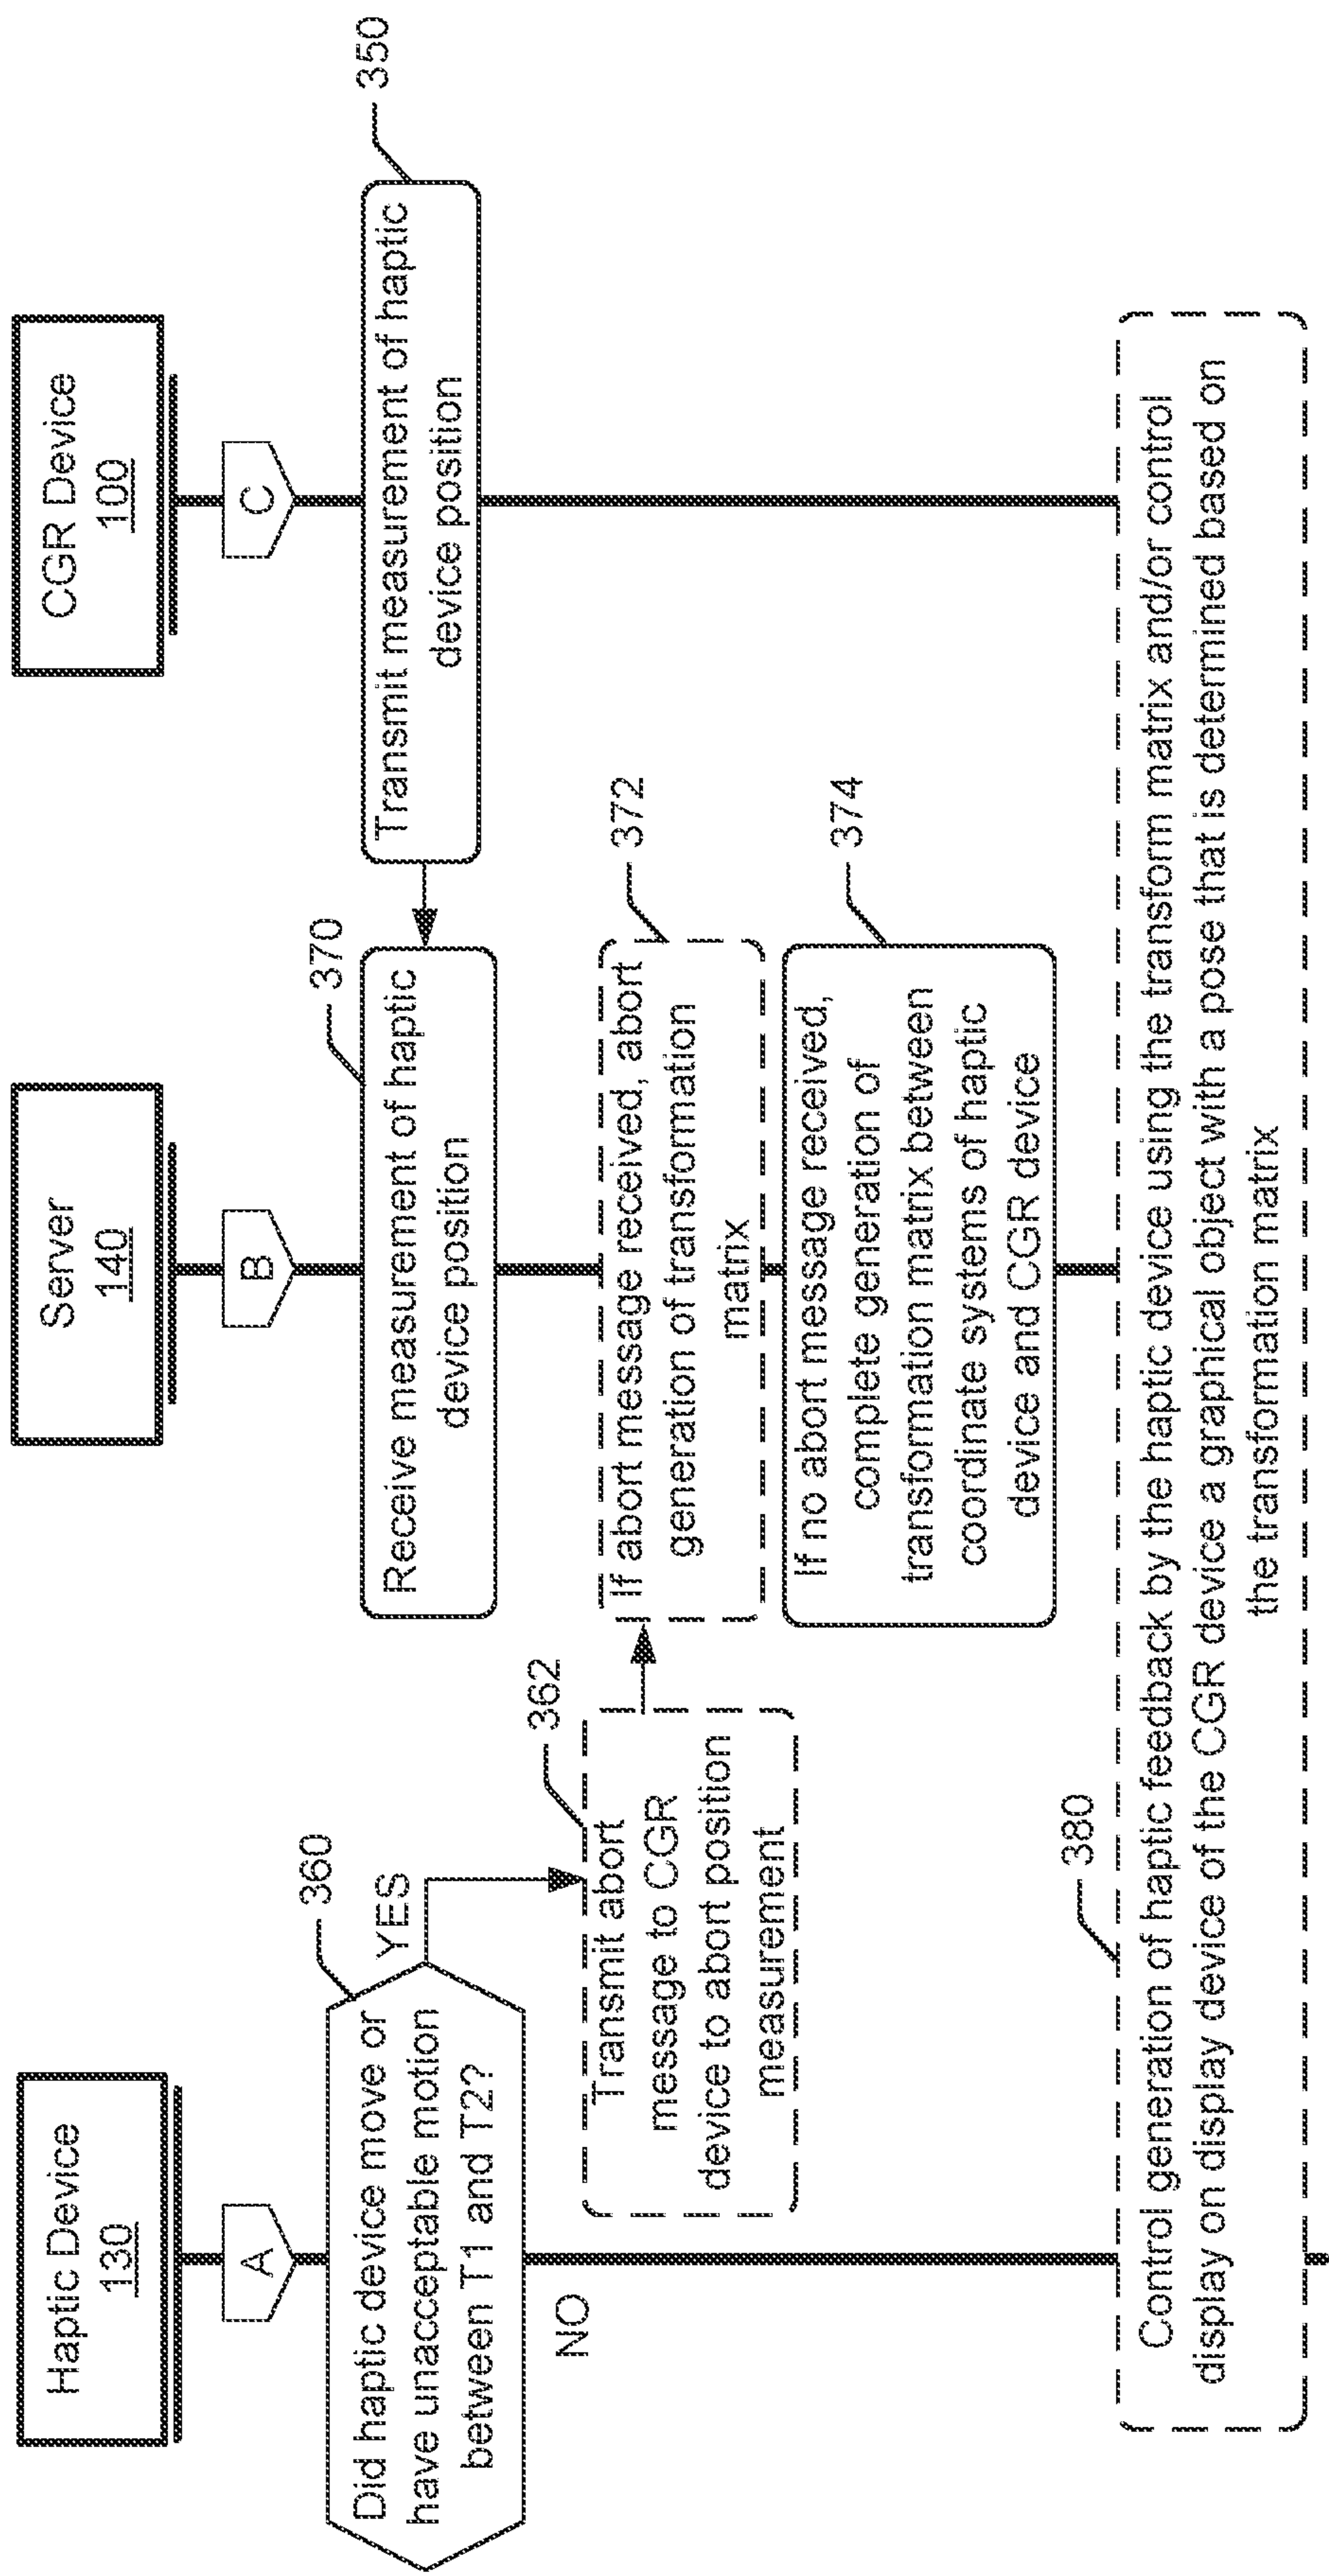 Haptic Device
130
Server
140
CGR Device
100
A
B
C
360
Did haptic device move or
have unacceptable motion
between T1 and T2?
YES
NO
370
Receive measurement of haptic
device position
350
Transmit measurement of haptic
device position
362
Transmit abort
message to CGR
device to abort position
measurement
372
If abort message received, abort
generation of transformation
matrix
374
If no abort message received,
complete generation of
transformation matrix between
coordinate systems of haptic
device and CGR device
380
Control generation of haptic feedback by the haptic device using the transform matrix and/or control
display on display device of the CGR device a graphical object with a pose that is determined based on
the transformation matrix